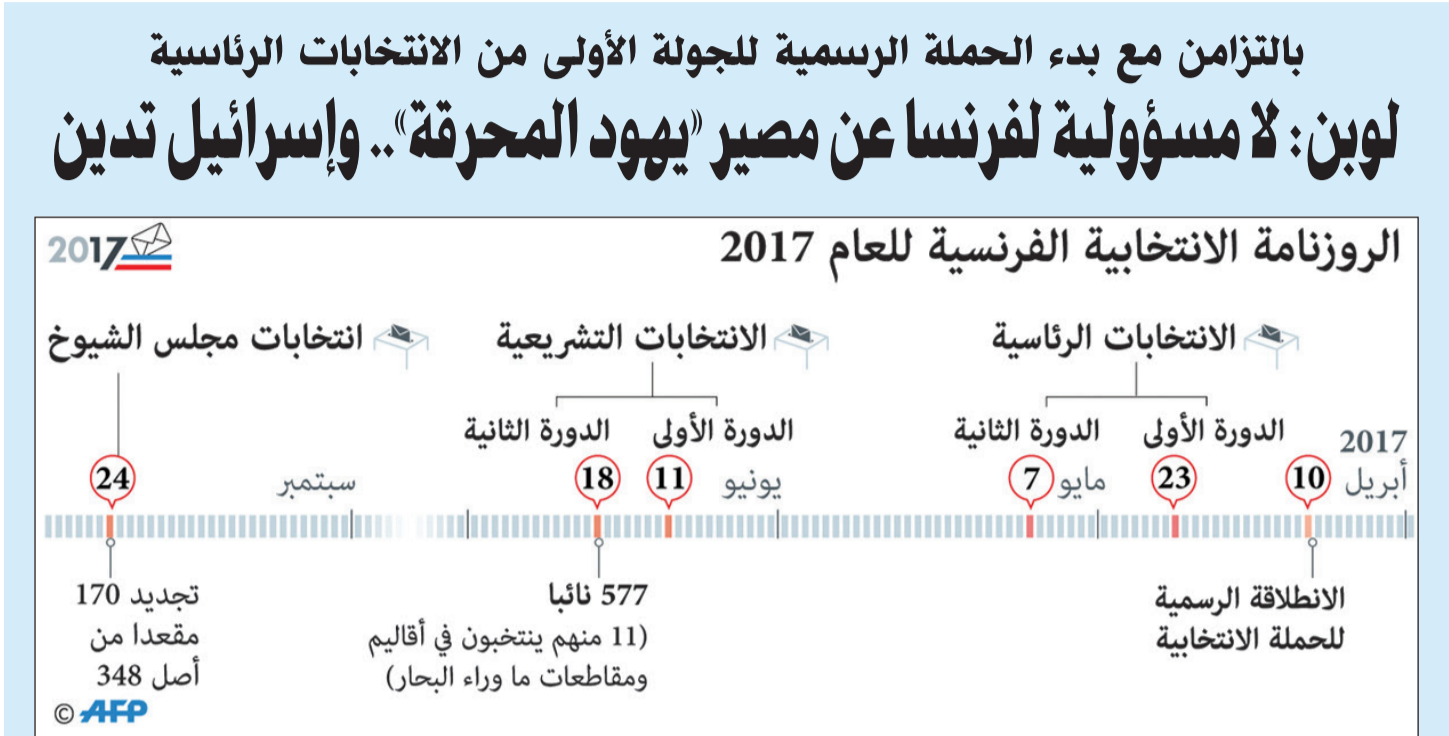 بالتزامن مع بدء الحملة الرسمية للجولة الأولى من الانتخابات الرئاسية
لوبن: لا مسؤولية لفرنسا عن مصير «يهود المحرقة».. وإسرائيل تدين
الروزنامة الانتخابية الفرنسية للعام 2017
2017
الانتخابات الرئاسية
الدورة الأولى
الدورة الثانية
الانتخابات التشريعية
الدورة الأولى
الدورة الثانية
انتخابات مجلس الشيوخ
2017
أبريل
10
23
مايو
7
يونيو
11
18
سبتمبر
24
الانطلاقة الرسمية
للحملة الانتخابية
577 نائبا
(11 منهم ينتخبون في أقاليم
ومقاطعات ما وراء البحار)
تجديد 170
مقعدا من
أصل 348
© AFP